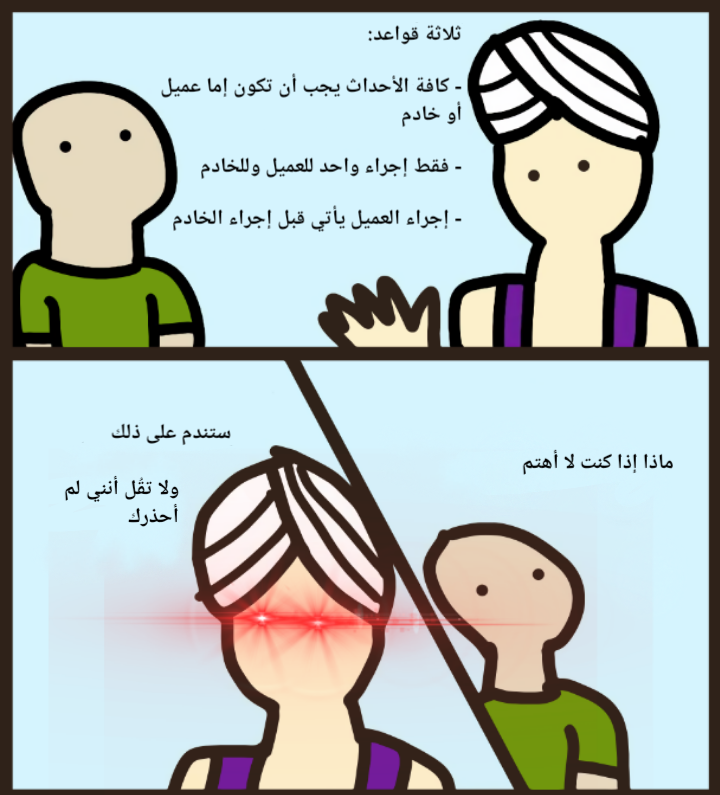 ثلاثة قواعد:
- كافة الأحداث يجب أن تكون إما عميل
أو خادم
- فقط إجراء واحد للعميل وللخادم
- إجراء العميل يأتي قبل إجراء الخادم
ماذا إذا كنت لا أهتم
ستندم على ذلك
ولا تقُل أنني لم
أحذرك